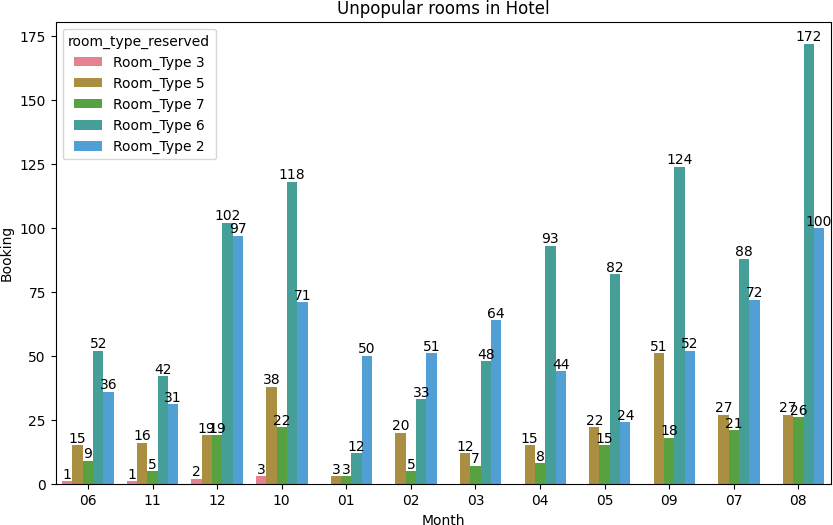 Unpopular rooms in Hotel
room_type_reserved
Room_Type 3
Room_Type 5
Room_Type 7
Room_Type 6
Room_Type 2
Booking
175
150
125
100
75
50
25
0
1 15 9 52 36
1 16 5 42 31
2 19 19 102 97
3 38 22 118 71
3 3 12 50
20 5 33 51
12 7 48 64
15 8 93 44
22 15 82 24
51 18 124 52
27 21 88 72
27 26 172 100
06 11 12 10 01 02 03 04 05 09 07 08
Month